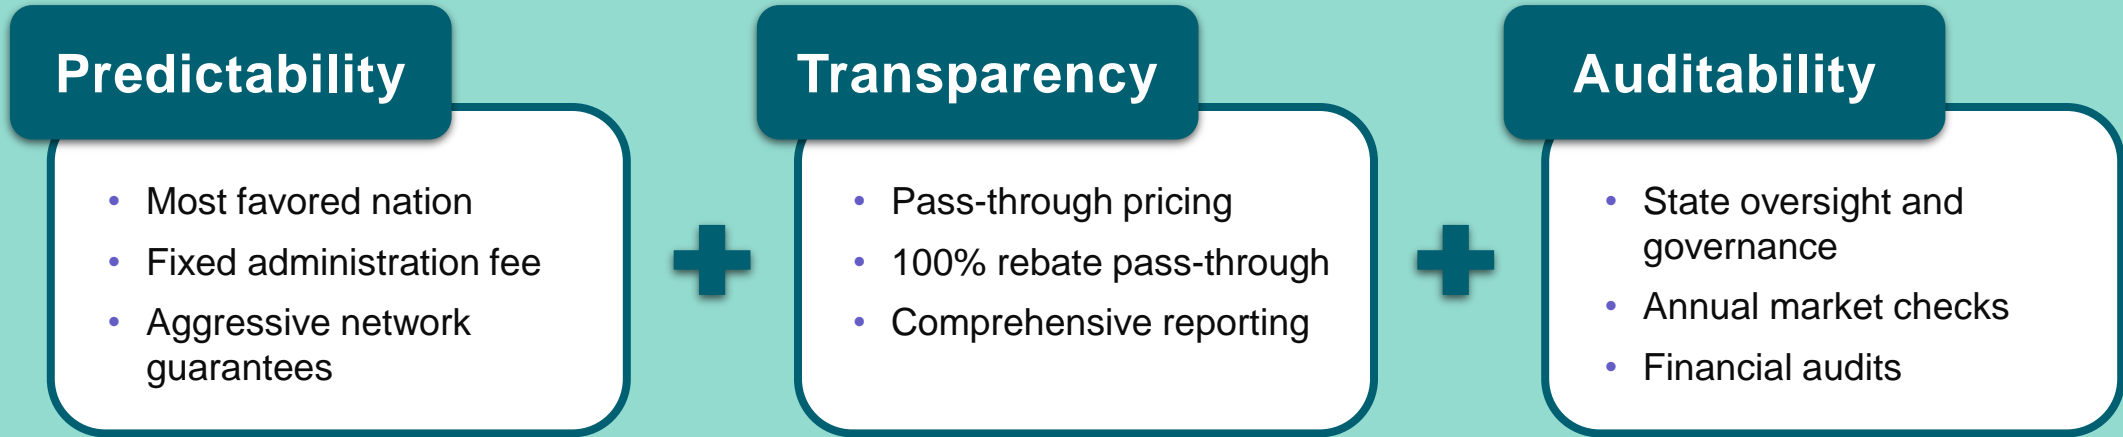 Predictability
• Most favored nation
• Fixed administration fee
• Aggressive network
guarantees
Transparency
• Pass-through pricing
• 100% rebate pass-through
• Comprehensive reporting
Auditability
• State oversight and
governance
• Annual market checks
• Financial audits